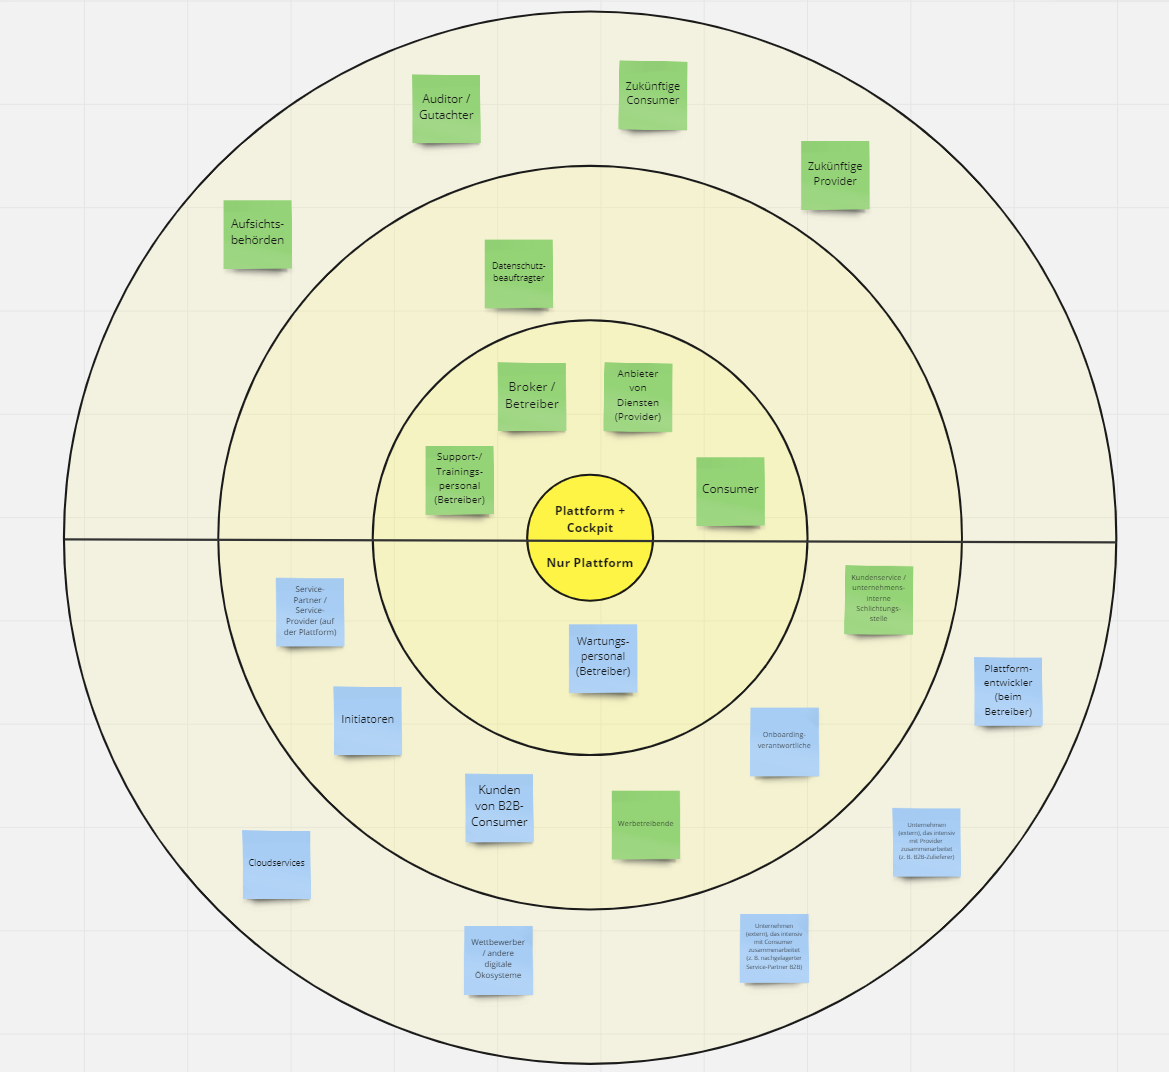 Auditor /
Gutachter
Zukünftige
Consumer
Zukünftige
Provider
Aufsichts-
behörden
Datenschutz-
beauftragter
Broker /
Betreiber
Anbieter
von
Diensten
(Provider)
Support-/
Trainings-
personal
(Betreiber)
Consumer
Plattform +
Cockpit
Nur Plattform
Service-
Partner /
Service-
Provider (auf
der Plattform)
Kundenservice /
unternehmens-
interne
Schlichtungs-
stelle
Wartungs-
personal
(Betreiber)
Plattform-
entwickler
(beim
Betreiber)
Initiatoren
Onboarding-
verantwortliche
Kunden
von B2B-
Consumer
Werbetreibende
Cloudservices
Unternehmen
(extern), das intensiv
mit Provider
zusammenarbeitet
(z. B. B2B-Zulieferer)
Wettbewerber
/ andere
digitale
Ökosysteme
Unternehmen
(extern), das intensiv
mit Consumer
zusammenarbeitet
(z. B. nachgelagerter
Service-Partner B2B)